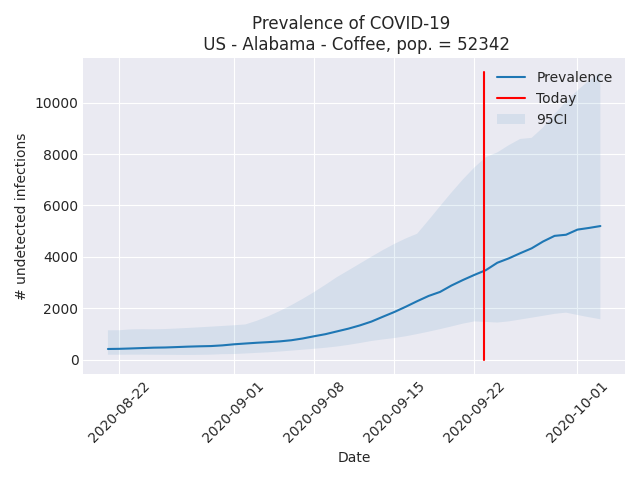 Prevalence of COVID-19
US - Alabama - Coffee, pop. = 52342
Prevalence
Today
95CI
# undetected infections
10000
8000
6000
4000
2000
0
2020-08-22
2020-09-01
2020-09-08
2020-09-15
2020-09-22
2020-10-01
Date